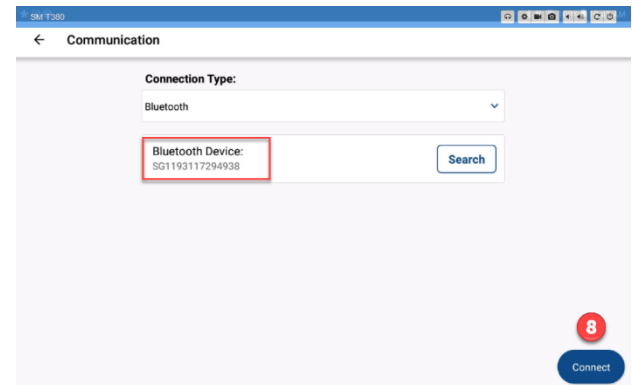 SM T380
← Communication
Connection Type:
Bluetooth
Bluetooth Device:
SG1193117294938
Search
8
Connect